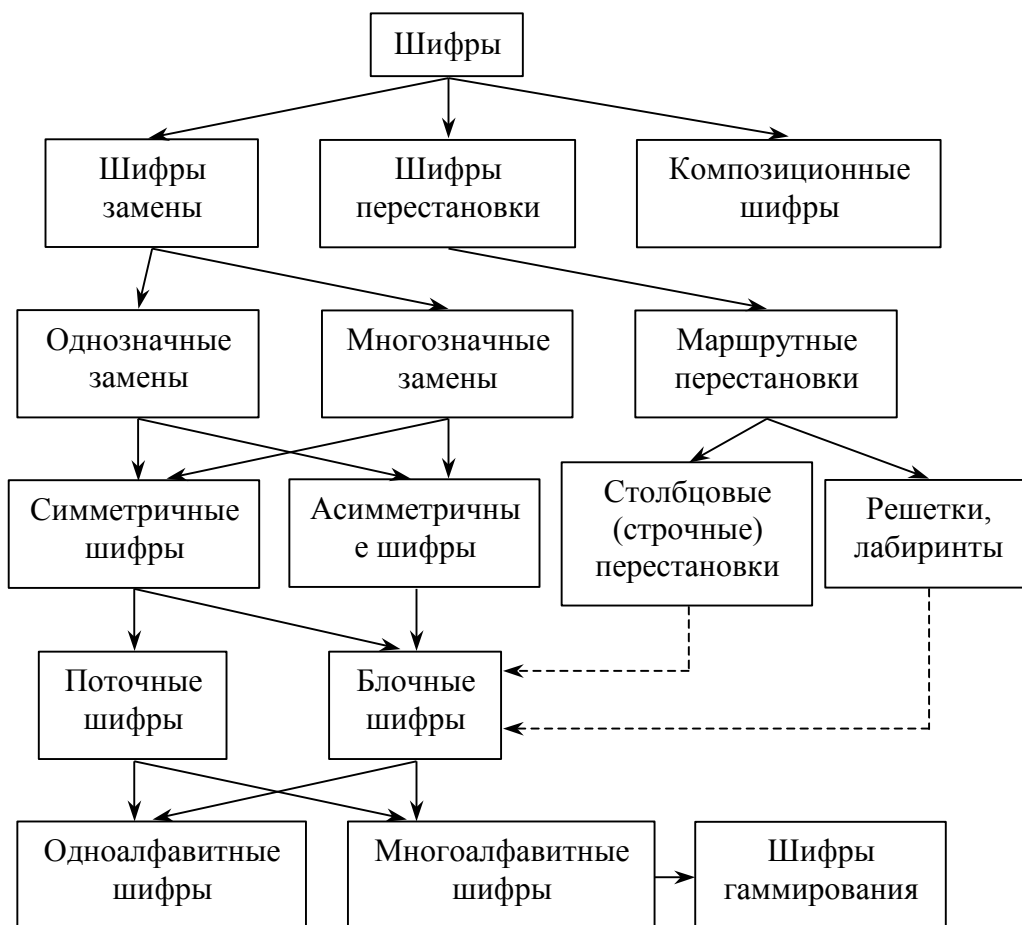 Шифры
Шифры
замены
Шифры
перестановки
Композиционные
шифры
Однозначные
замены
Многозначные
замены
Маршрутные
перестановки
Симметричные
шифры
Асимметричны
е шифры
Столбцовые
(строчные)
перестановки
Решетки,
лабиринты
Поточные
шифры
Блочные
шифры
Одноалфавитные
шифры
Многоалфавитные
шифры
Шифры
гаммирования